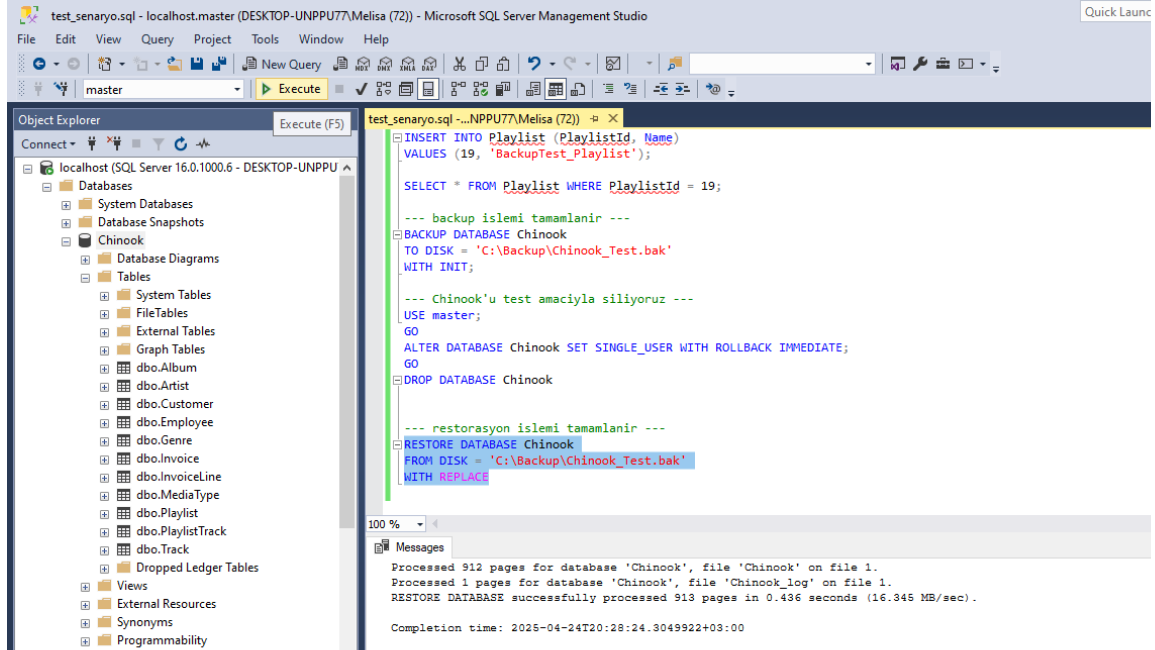 test_senaryo.sql - localhost.master (DESKTOP-UNPPU77\Melisa (72)) - Microsoft SQL Server Management Studio
Quick Launc
File Edit View Query Project Tools Window Help
New Query MDX DMX XMLA DAX
master Execute
Object Explorer
Execute (F5)
test_senaryo.sql -...NPPU77\Melisa (72))
Connect
localhost (SQL Server 16.0.1000.6 - DESKTOP-UNPPU
Databases
System Databases
Database Snapshots
Chinook
Database Diagrams
Tables
System Tables
FileTables
External Tables
Graph Tables
dbo.Album
dbo.Artist
dbo.Customer
dbo.Employee
dbo.Genre
dbo.Invoice
dbo.InvoiceLine
dbo.MediaType
dbo.Playlist
dbo.PlaylistTrack
dbo.Track
Dropped Ledger Tables
Views
External Resources
Synonyms
Programmability
INSERT INTO Playlist (PlaylistId, Name)
VALUES (19, 'BackupTest_Playlist');
SELECT * FROM Playlist WHERE PlaylistId = 19;
--- backup islemi tamamlanir ---
BACKUP DATABASE Chinook
TO DISK = 'C:\Backup\Chinook_Test.bak'
WITH INIT;
--- Chinook'u test amaciyla siliyoruz ---
USE master;
GO
ALTER DATABASE Chinook SET SINGLE_USER WITH ROLLBACK IMMEDIATE;
GO
DROP DATABASE Chinook
--- restorasyon islemi tamamlanir ---
RESTORE DATABASE Chinook
FROM DISK = 'C:\Backup\Chinook_Test.bak'
WITH REPLACE
100 %
Messages
Processed 912 pages for database 'Chinook', file 'Chinook' on file 1.
Processed 1 pages for database 'Chinook', file 'Chinook_log' on file 1.
RESTORE DATABASE successfully processed 913 pages in 0.436 seconds (16.345 MB/sec).
Completion time: 2025-04-24T20:28:24.3049922+03:00